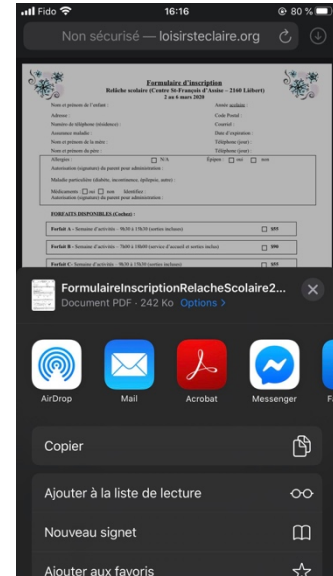 Fido 16:16 80 %
Non sécurisé — loisirsteclaire.org
Formulaire d'inscription
Relâche scolaire (Centre St-François d'Assise – 2160 Liébert)
2 au 6 mars 2020
Nom et prénom de l'enfant : Année scolaire :
Adresse : Code Postal :
Numéro de téléphone (résidence) : Courriel :
Assurance maladie : Date d'expiration :
Nom et prénom de la mère : Téléphone (jour) :
Nom et prénom du père : Téléphone (jour) :
Allergies : N/A Épipen : oui non
Autorisation (signature) du parent pour administration :
Maladie particulière (diabète, incontinence, épilepsie, autre) :
Médicaments : oui non Identifiez :
Autorisation (signature) du parent pour administration :
FORFAITS DISPONIBLES (Cochez) :
Forfait A - Semaine d'activités – 9h30 à 15h30 (sorties incluses) $55
Forfait B - Semaine d'activités – 7h00 à 18h00 (service d'accueil et sorties inclus) $90
Forfait C - Semaine d'activités – 9h30 à 15h30 (sorties incluses) $55
FormulaireInscriptionRelacheScolaire2...
Document PDF · 242 Ko Options >
AirDrop Mail Acrobat Messenger Fa
Copier
Ajouter à la liste de lecture
Nouveau signet
Ajouter aux favoris